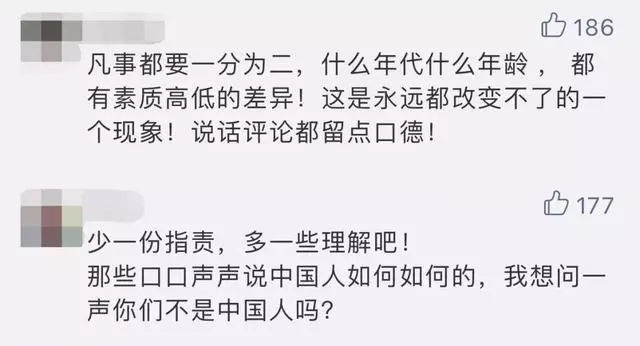 186
凡事都要一分为二，什么年代什么年龄 ， 都
有素质高低的差异！这是永远都改变不了的一
个现象！说话评论都留点口德！
177
少一份指责，多一些理解吧！
那些口口声声说中国人如何如何的，我想问一
声你们不是中国人吗？